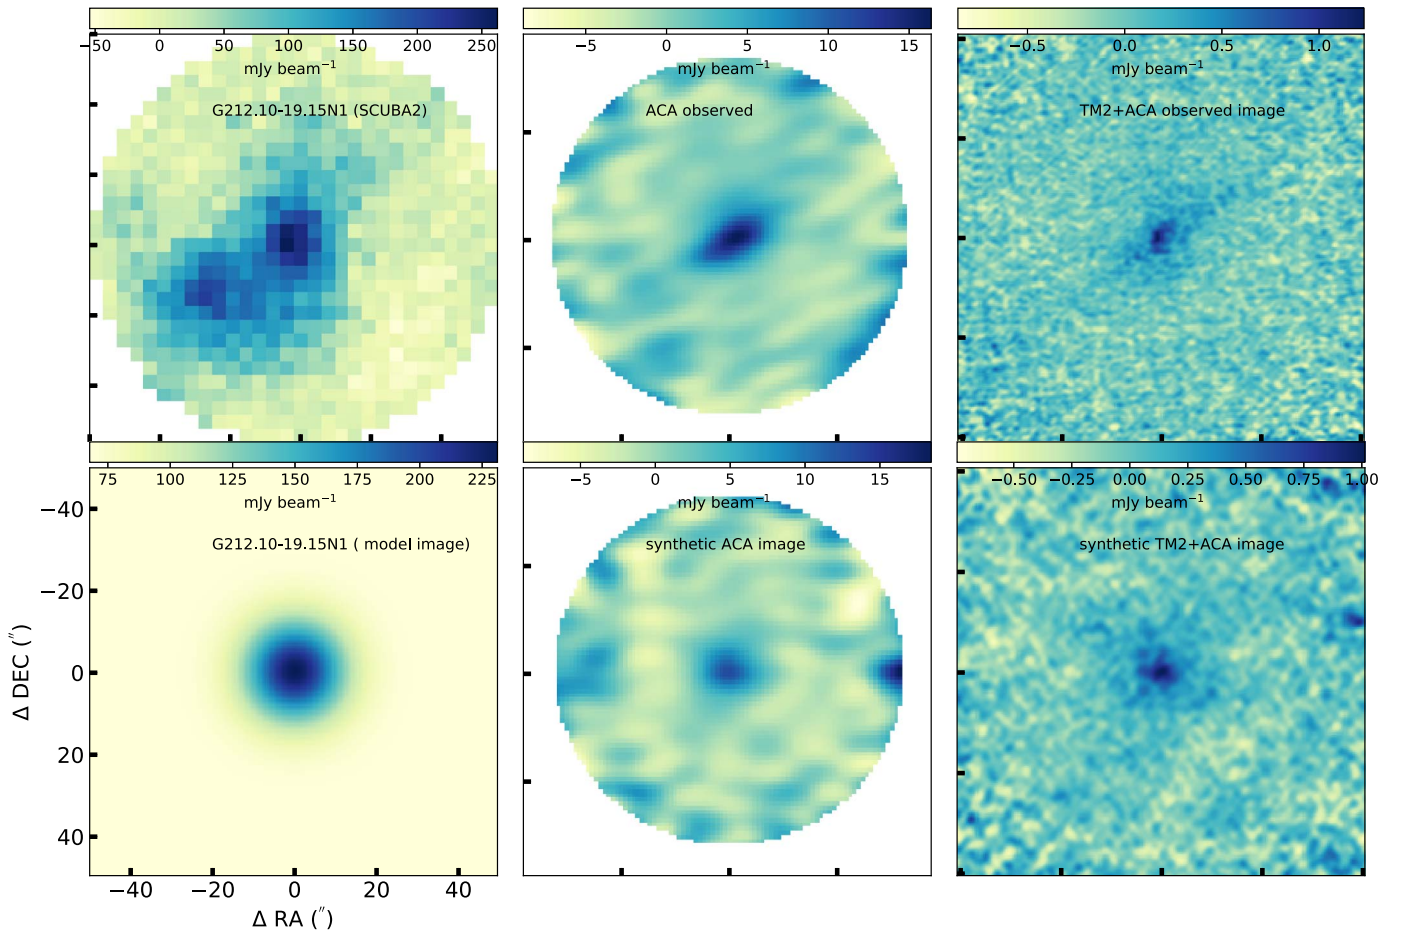 −50 0 50 100 150 200 250
mJy beam−1
G212.10-19.15N1 (SCUBA2)
−5 0 5 10 15
mJy beam−1
ACA observed
−0.5 0.0 0.5 1.0
mJy beam−1
TM2+ACA observed image
75 100 125 150 175 200 225
mJy beam−1
G212.10-19.15N1 ( model image)
−5 0 5 10 15
mJy beam−1
synthetic ACA image
−0.50 −0.25 0.00 0.25 0.50 0.75 1.00
mJy beam−1
synthetic TM2+ACA image
Δ DEC (″)
−40
−20
0
20
40
−40 −20 0 20 40
Δ RA (″)